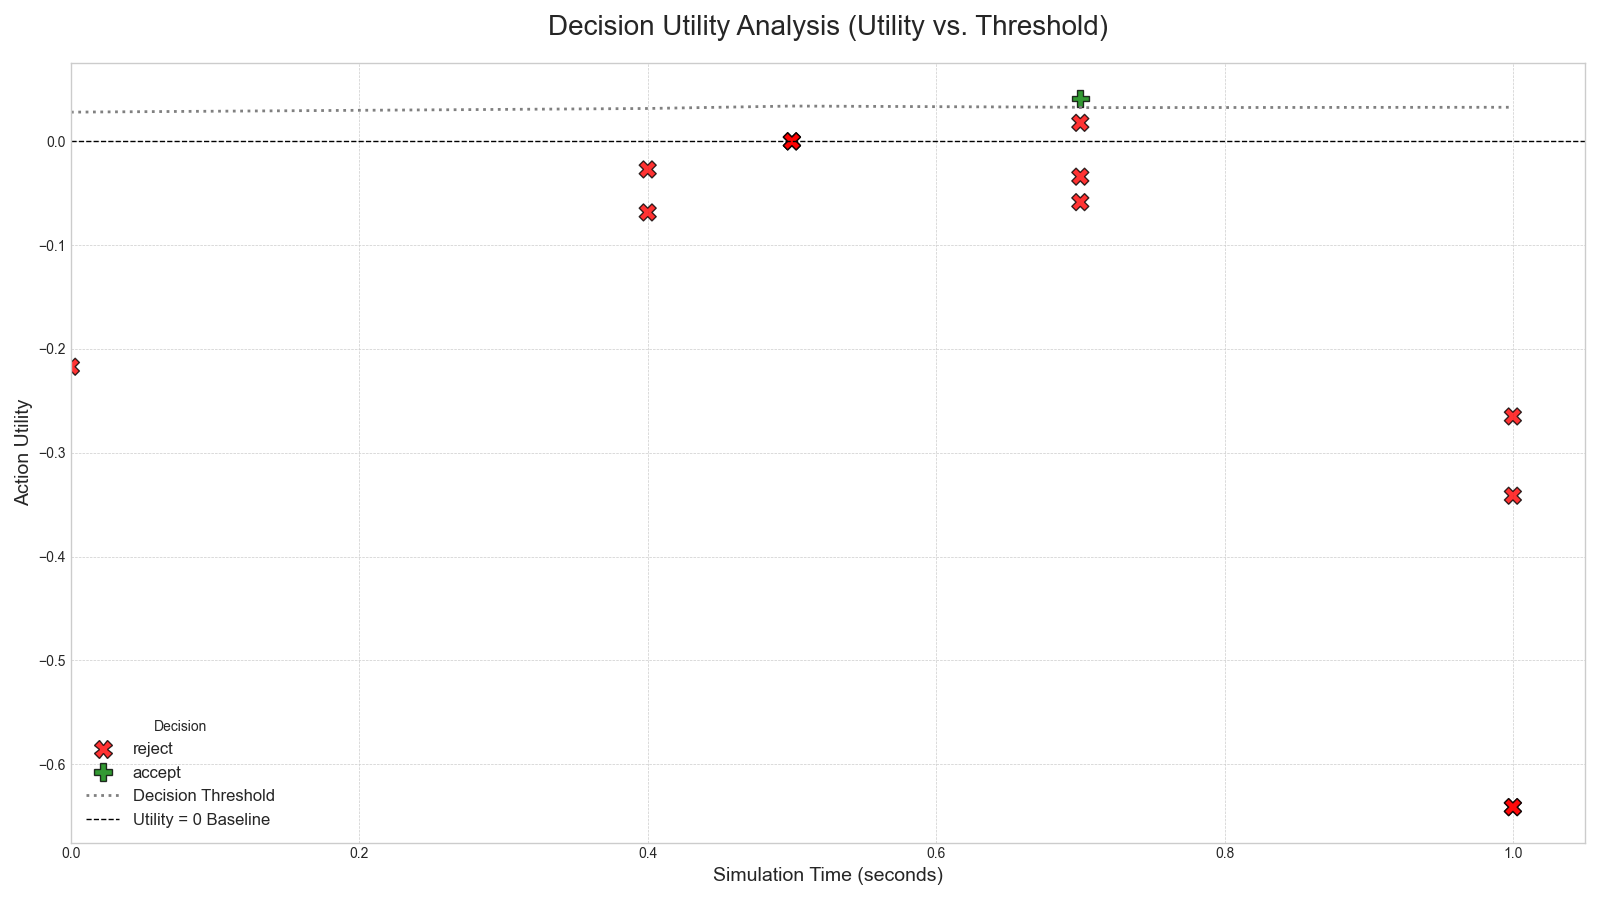 Decision Utility Analysis (Utility vs. Threshold)
Action Utility
0.0
−0.1
−0.2
−0.3
−0.4
−0.5
−0.6
Decision
reject
accept
Decision Threshold
Utility = 0 Baseline
0.0 0.2 0.4 0.6 0.8 1.0
Simulation Time (seconds)